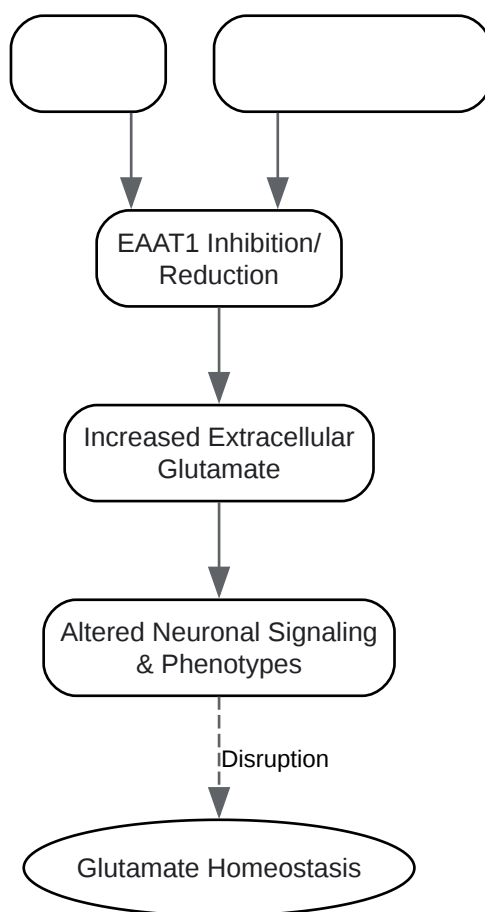 EAAT1 Inhibition/
Reduction
Increased Extracellular
Glutamate
Altered Neuronal Signaling
& Phenotypes
Disruption
Glutamate Homeostasis